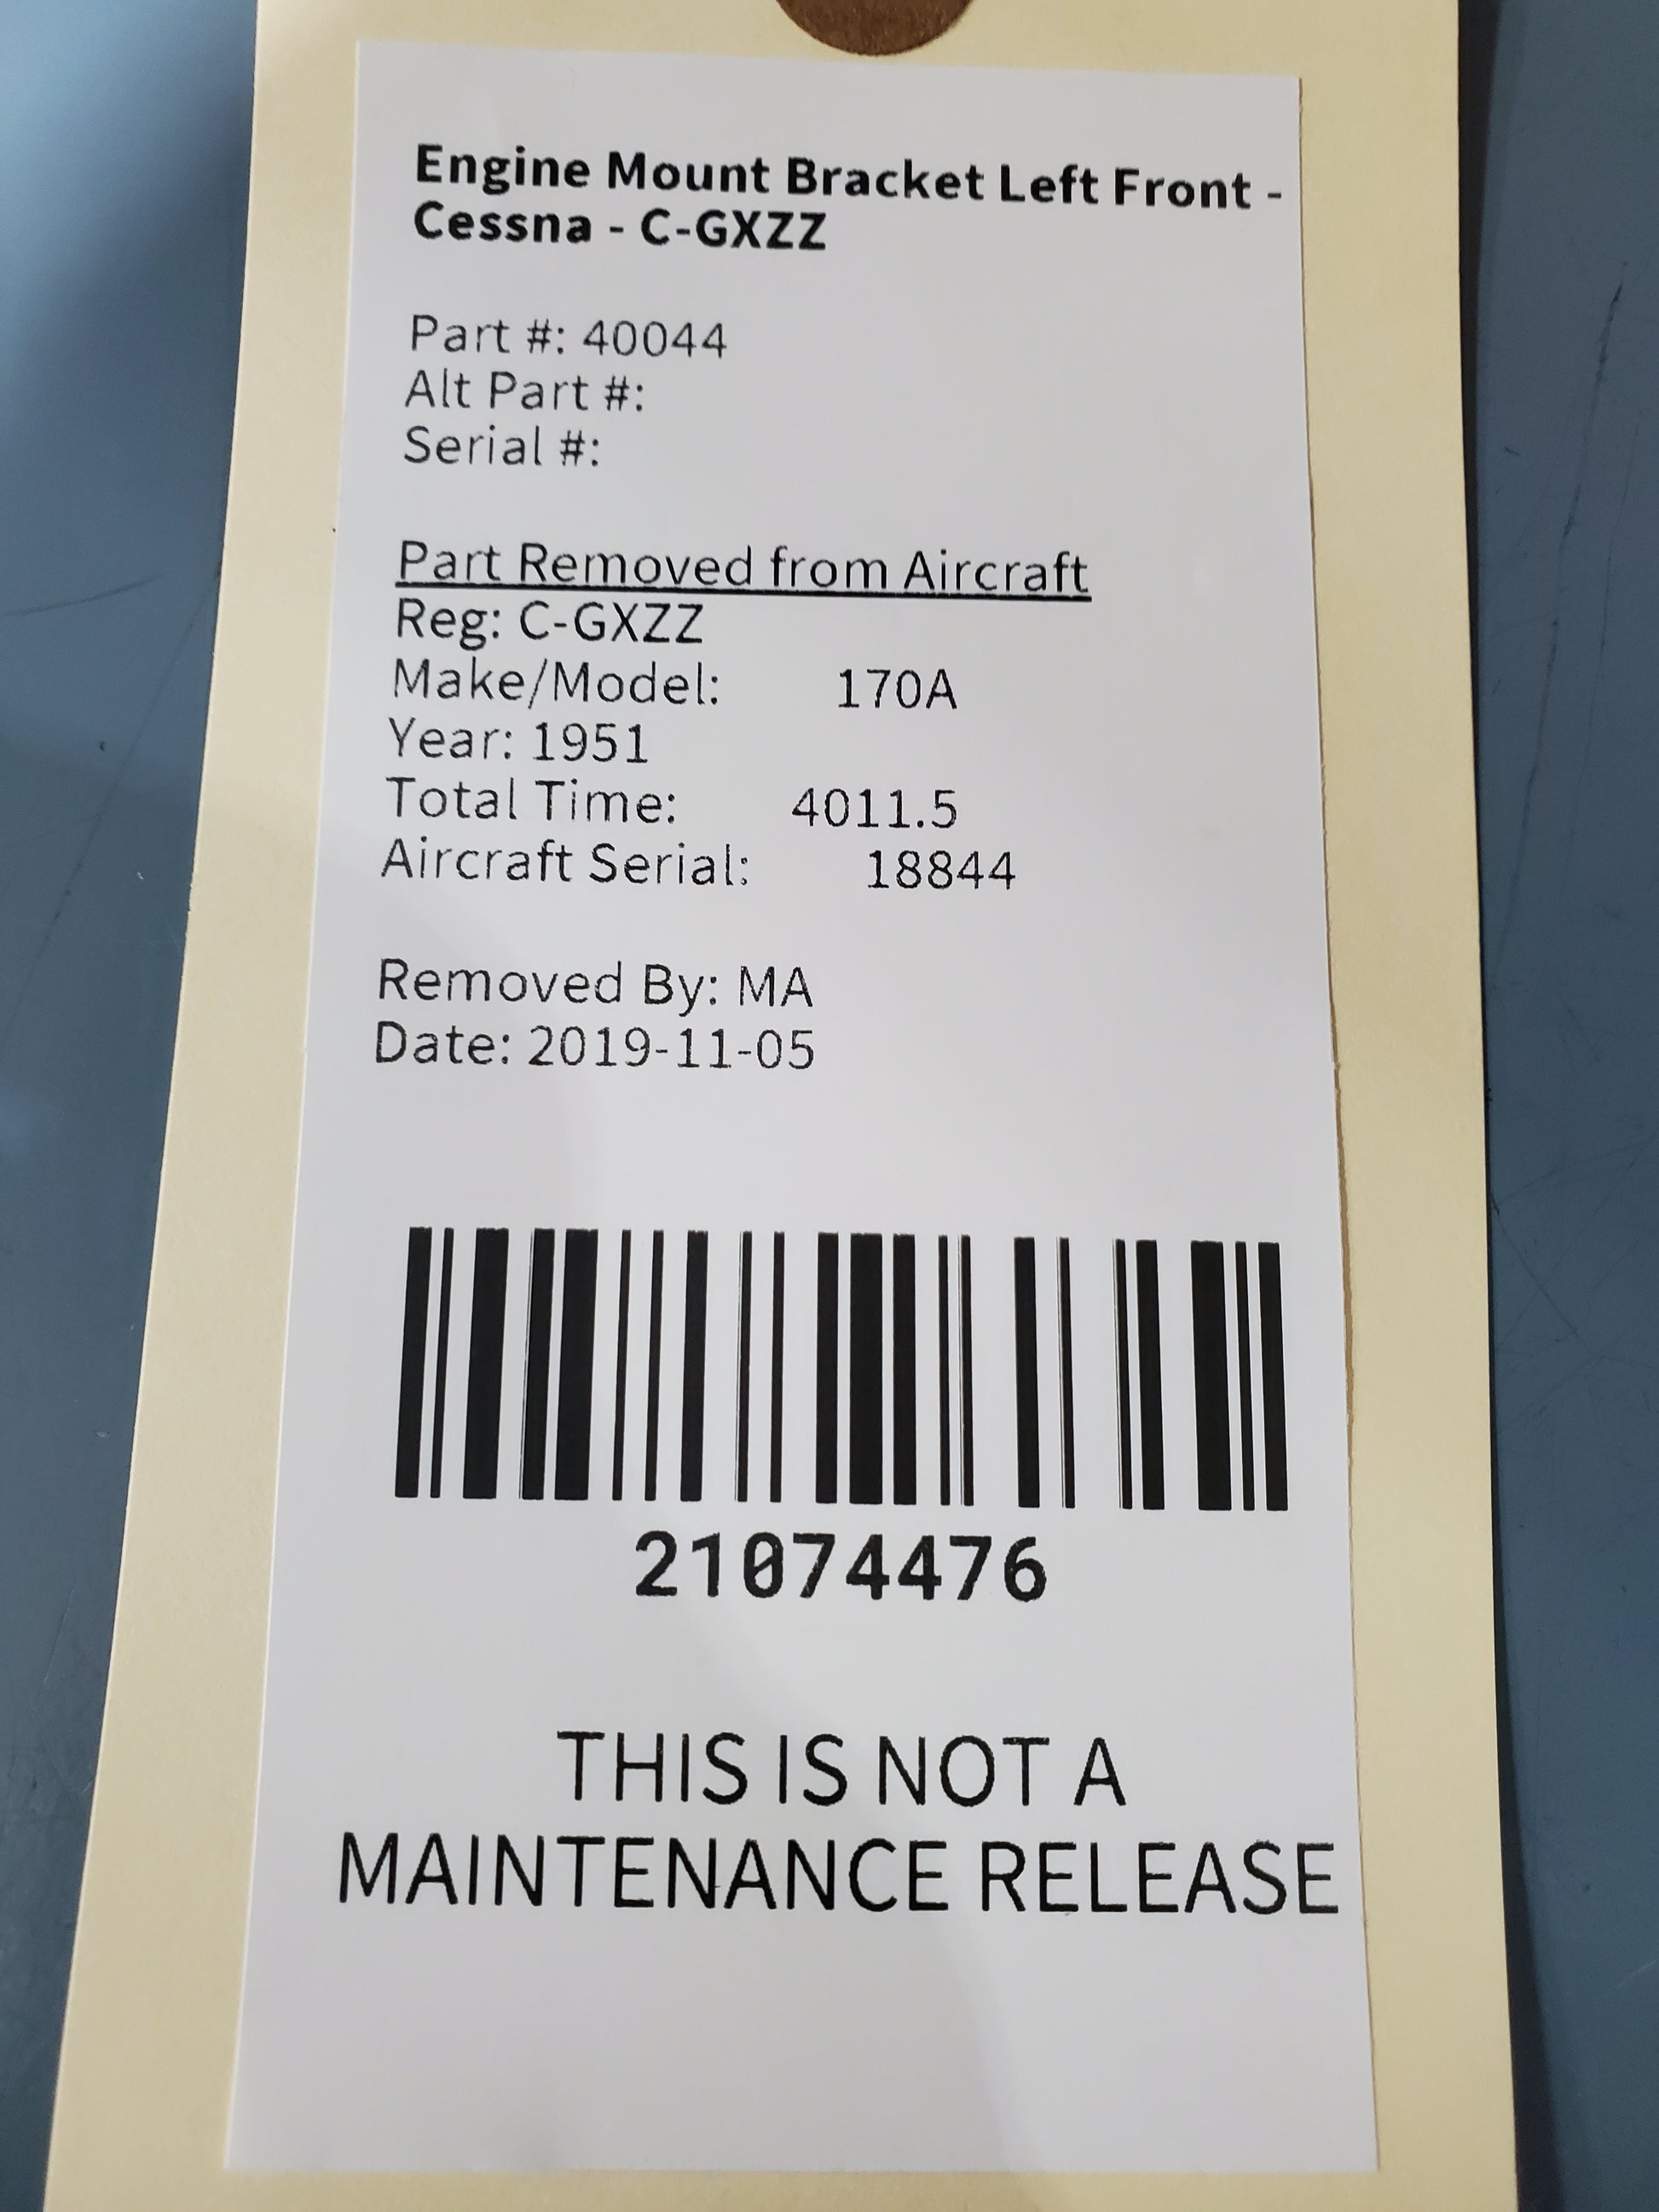 Engine Mount Bracket Left Front -
Cessna - C-GXZZ
Part #: 40044
Alt Part #:
Serial #:
Part Removed from Aircraft
Reg: C-GXZZ
Make/Model: 170A
Year: 1951
Total Time: 4011.5
Aircraft Serial: 18844
Removed By: MA
Date: 2019-11-05
21074476
THIS IS NOT A
MAINTENANCE RELEASE